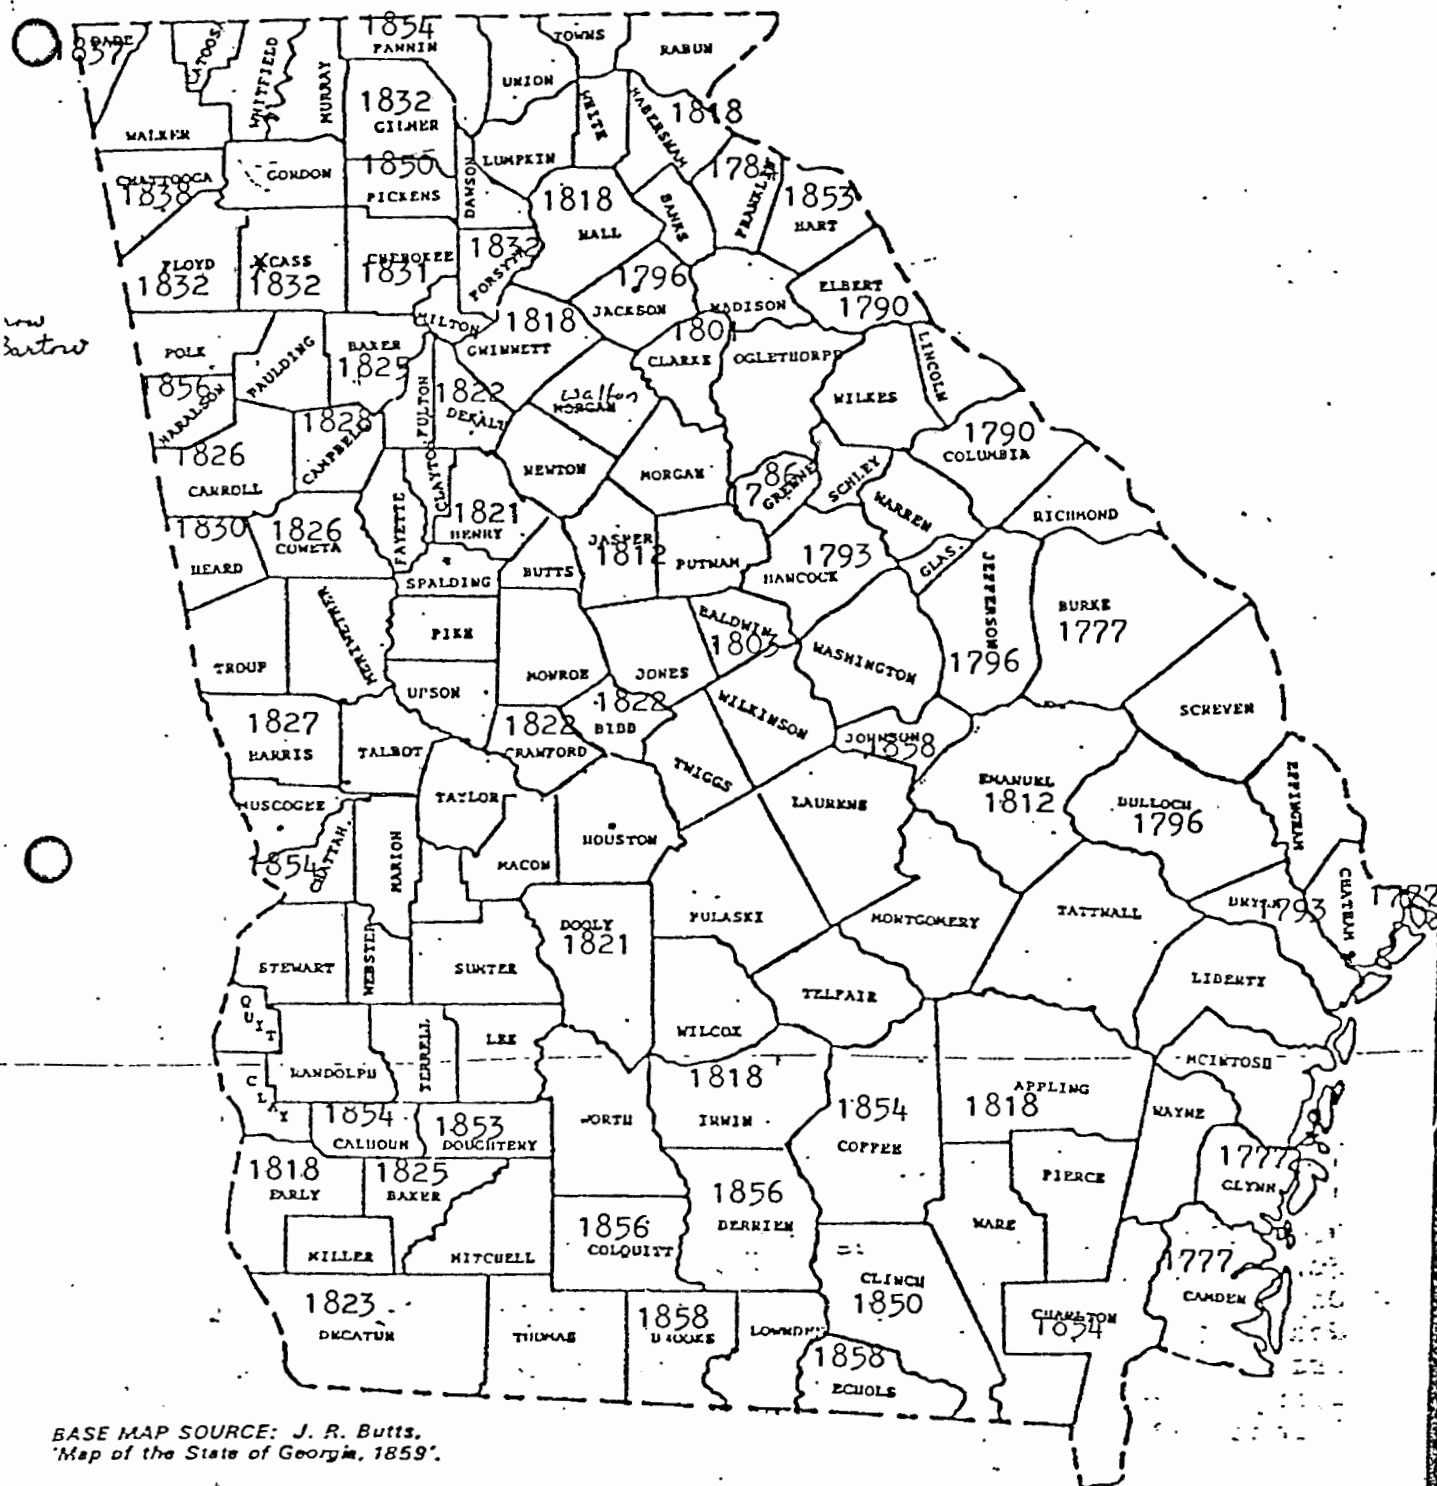 1854
TOWNS
DADE
1837
CATOOSA
WHITFIELD
MURRAY
FANNIN
RABUN
UNION
WHITE
HABERSHAM
1818
1832
GILMER
WALKER
LUMPKIN
CHATTOOGA
1838
GORDON
1850
PICKENS
DAWSON
1818
HALL
BANKS
FRANKLIN
1853
HART
FLOYD
1832
CASS
1832
CHEROKEE
1831
1832
FORSYTH
1796
JACKSON
MADISON
ELBERT
1790
Bartow
MILTON
1818
GWINNETT
1801
CLARKE
OGLETHORPE
LINCOLN
POLK
PAULDING
BAKER
1825
856
HARALSON
FULTON
1822
DEKALB
Walton
MORGAN
WILKES
1828
CAMPBELL
1790
COLUMBIA
1826
CARROLL
CLAYTON
NEWTON
MORGAN
786
GREENE
SCHLEY
WARREN
RICHMOND
1830
HEARD
1826
COWETA
FAYETTE
1821
HENRY
JASPER
1812
PUTNAM
1793
HANCOCK
GLAS.
JEFFERSON
1796
SPALDING
BUTTS
BURKE
1777
TROUP
MERIWETHER
PIKE
UPSON
MONROE
JONES
BALDWIN
WASHINGTON
SCREVEN
1827
HARRIS
TALBOT
1822
CRAWFORD
1822
BIBB
TWIGGS
WILKINSON
JOHNSON
1858
EMANUEL
1812
BULLOCH
1796
EFFINGHAM
MUSCOGEE
1854
CHATTAH.
MARION
TAYLOR
MACON
HOUSTON
LAURENS
PULASKI
MONTGOMERY
TATTNALL
BRYAN
1793
CHATHAM
1777
STEWART
WEBSTER
SUMTER
DOOLY
1821
TELFAIR
LIBERTY
QUIT
RANDOLPH
TERRELL
LEE
WILCOX
MCINTOSH
CLAY
1854
CALHOUN
1853
DOUGHTERY
WORTH
1818
IRWIN
1854
COFFEE
APPLING
1818
WAYNE
1818
EARLY
1825
BAKER
1856
BERRIEN
WARE
PIERCE
1777
GLYNN
MILLER
MITCHELL
1856
COLQUITT
CLINCH
1850
CHARLTON
1854
1777
CAMDEN
1823
DECATUR
THOMAS
1858
BROOKS
LOWNDES
1858
ECHOLS
BASE MAP SOURCE: J. R. Butts,
'Map of the State of Georgia, 1859'.